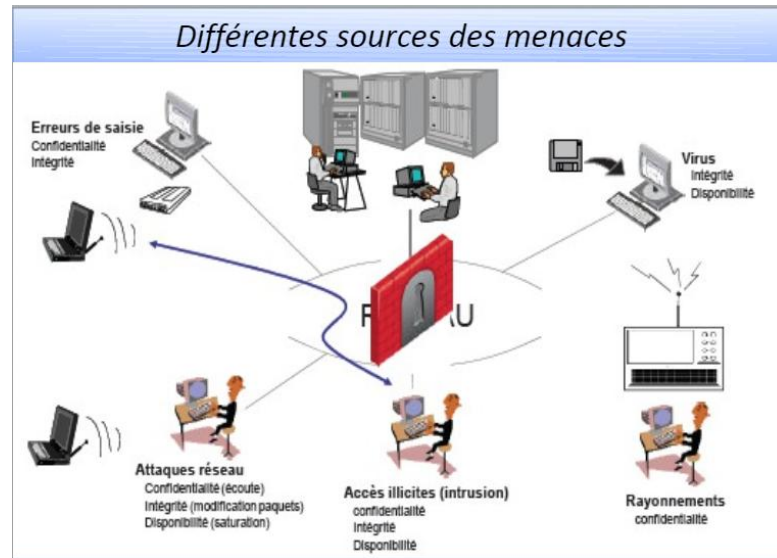 Différentes sources des menaces
Erreurs de saisie
Confidentialité
Intégrité
Virus
Intégrité
Disponibilité
Attaques réseau
Confidentialité (écoute)
Intégrité (modification paquets)
Disponibilité (saturation)
Accès illicites (intrusion)
confidentialité
Intégrité
Disponibilité
Rayonnements
confidentialité